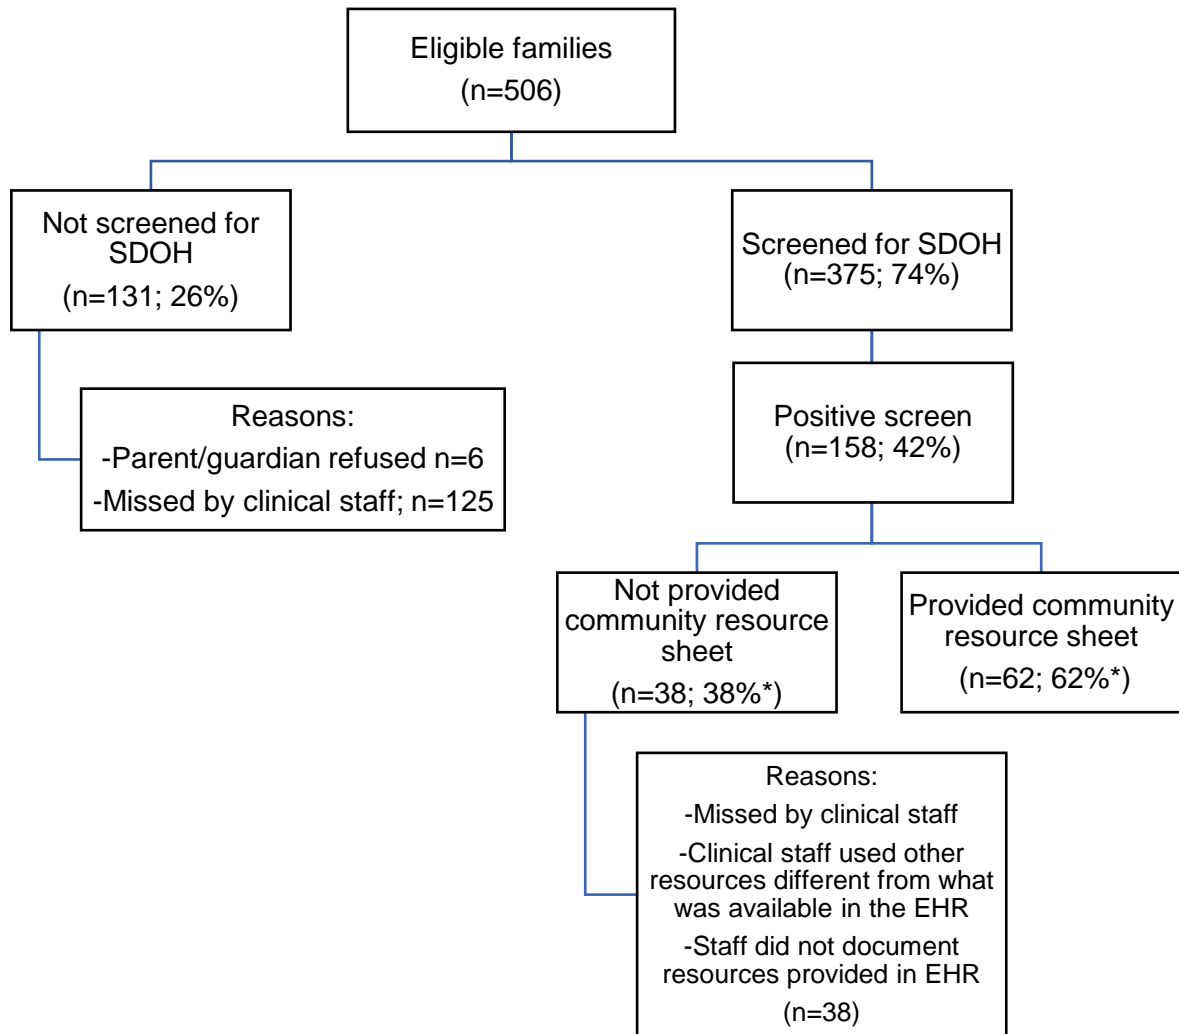 Eligible families
(n=506)
Not screened for
SDOH
(n=131; 26%)
Screened for SDOH
(n=375; 74%)
Reasons:
-Parent/guardian refused n=6
-Missed by clinical staff; n=125
Positive screen
(n=158; 42%)
Not provided
community resource
sheet
(n=38; 38%*)
Provided community
resource sheet
(n=62; 62%*)
Reasons:
-Missed by clinical staff
-Clinical staff used other
resources different from what
was available in the EHR
-Staff did not document
resources provided in EHR
(n=38)